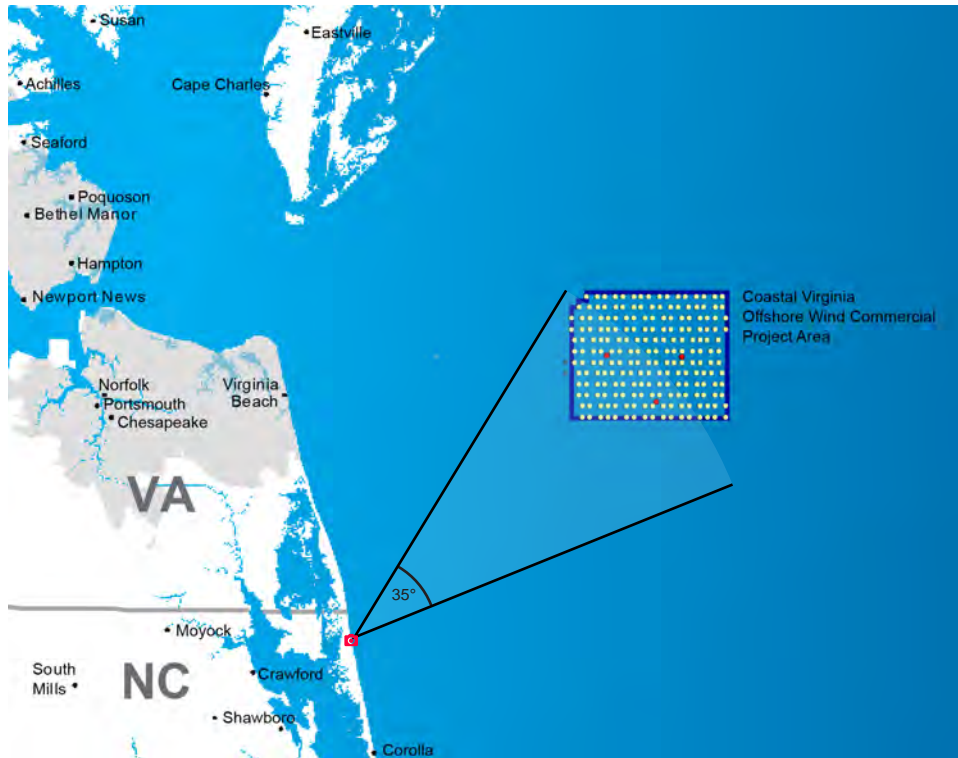 Susan
Eastville
Achilles
Cape Charles
Seaford
Poquoson
Bethel Manor
Hampton
Newport News
Coastal Virginia
Offshore Wind Commercial
Project Area
Norfolk
Portsmouth
Chesapeake
Virginia
Beach
VA
35°
Moyock
NC
South
Mills
Crawford
Shawboro
Corolla